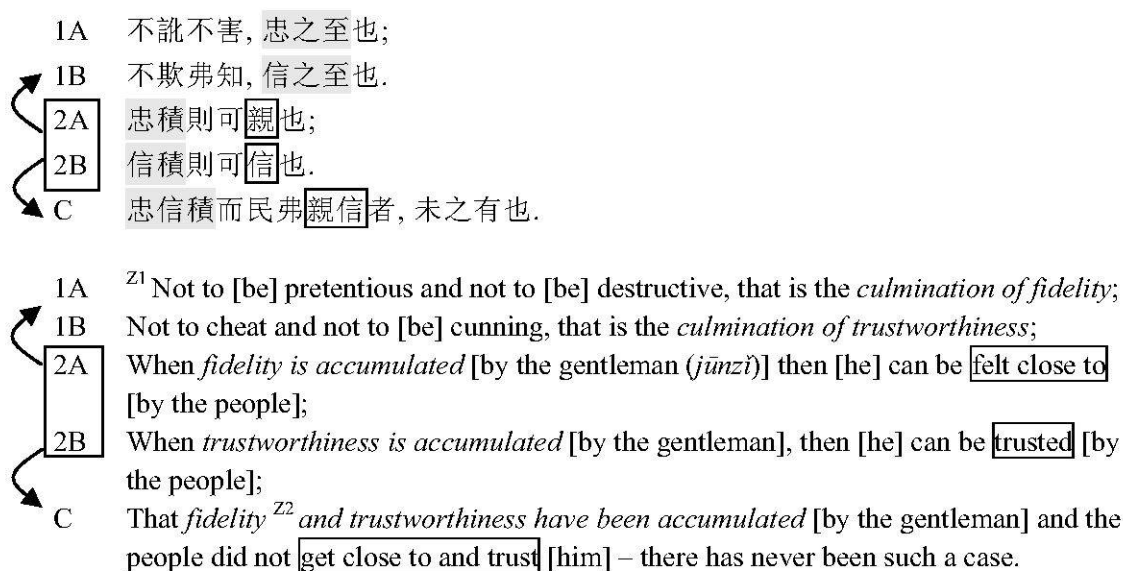 1A 不訿不害, 忠之至也;
1B 不欺弗知, 信之至也.
2A 忠積則可親也;
2B 信積則可信也.
C 忠信積而民弗親信者, 未之有也.
1A Z1 Not to [be] pretentious and not to [be] destructive, that is the culmination of fidelity;
1B Not to cheat and not to [be] cunning, that is the culmination of trustworthiness;
2A When fidelity is accumulated [by the gentleman (jūnzǐ)] then [he] can be felt close to
[by the people];
2B When trustworthiness is accumulated [by the gentleman], then [he] can be trusted [by
the people];
C That fidelity Z2 and trustworthiness have been accumulated [by the gentleman] and the
people did not get close to and trust [him] – there has never been such a case.